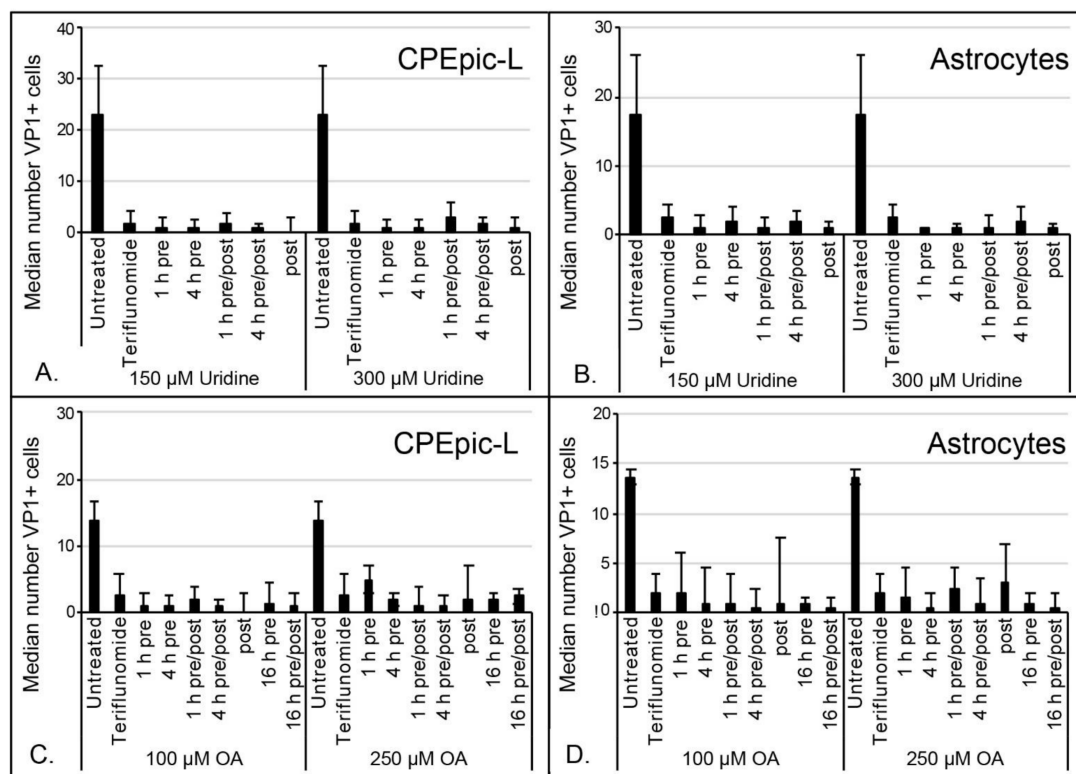 A.
CPEpic-L
Median number VP1+ cells
40
30
20
10
0
Untreated
Teriflunomide
1 h pre
4 h pre
1 h pre/post
4 h pre/post
post
Untreated
Teriflunomide
1 h pre
4 h pre
1 h pre/post
4 h pre/post
post
150 µM Uridine
300 µM Uridine
B.
Astrocytes
Median number VP1+ cells
30
20
10
0
Untreated
Teriflunomide
1 h pre
4 h pre
1 h pre/post
4 h pre/post
post
Untreated
Teriflunomide
1 h pre
4 h pre
1 h pre/post
4 h pre/post
post
150 µM Uridine
300 µM Uridine
C.
CPEpic-L
Median number VP1+ cells
30
20
10
0
Untreated
Teriflunomide
1 h pre
4 h pre
1 h pre/post
4 h pre/post
post
16 h pre
16 h pre/post
Untreated
Teriflunomide
1 h pre
4 h pre
1 h pre/post
4 h pre/post
post
16 h pre
16 h pre/post
100 µM OA
250 µM OA
D.
Astrocytes
Median number VP1+ cells
20
15
10
5
0
Untreated
Teriflunomide
1 h pre
4 h pre
1 h pre/post
4 h pre/post
post
16 h pre
16 h pre/post
Untreated
Teriflunomide
1 h pre
4 h pre
1 h pre/post
4 h pre/post
post
16 h pre
16 h pre/post
100 µM OA
250 µM OA